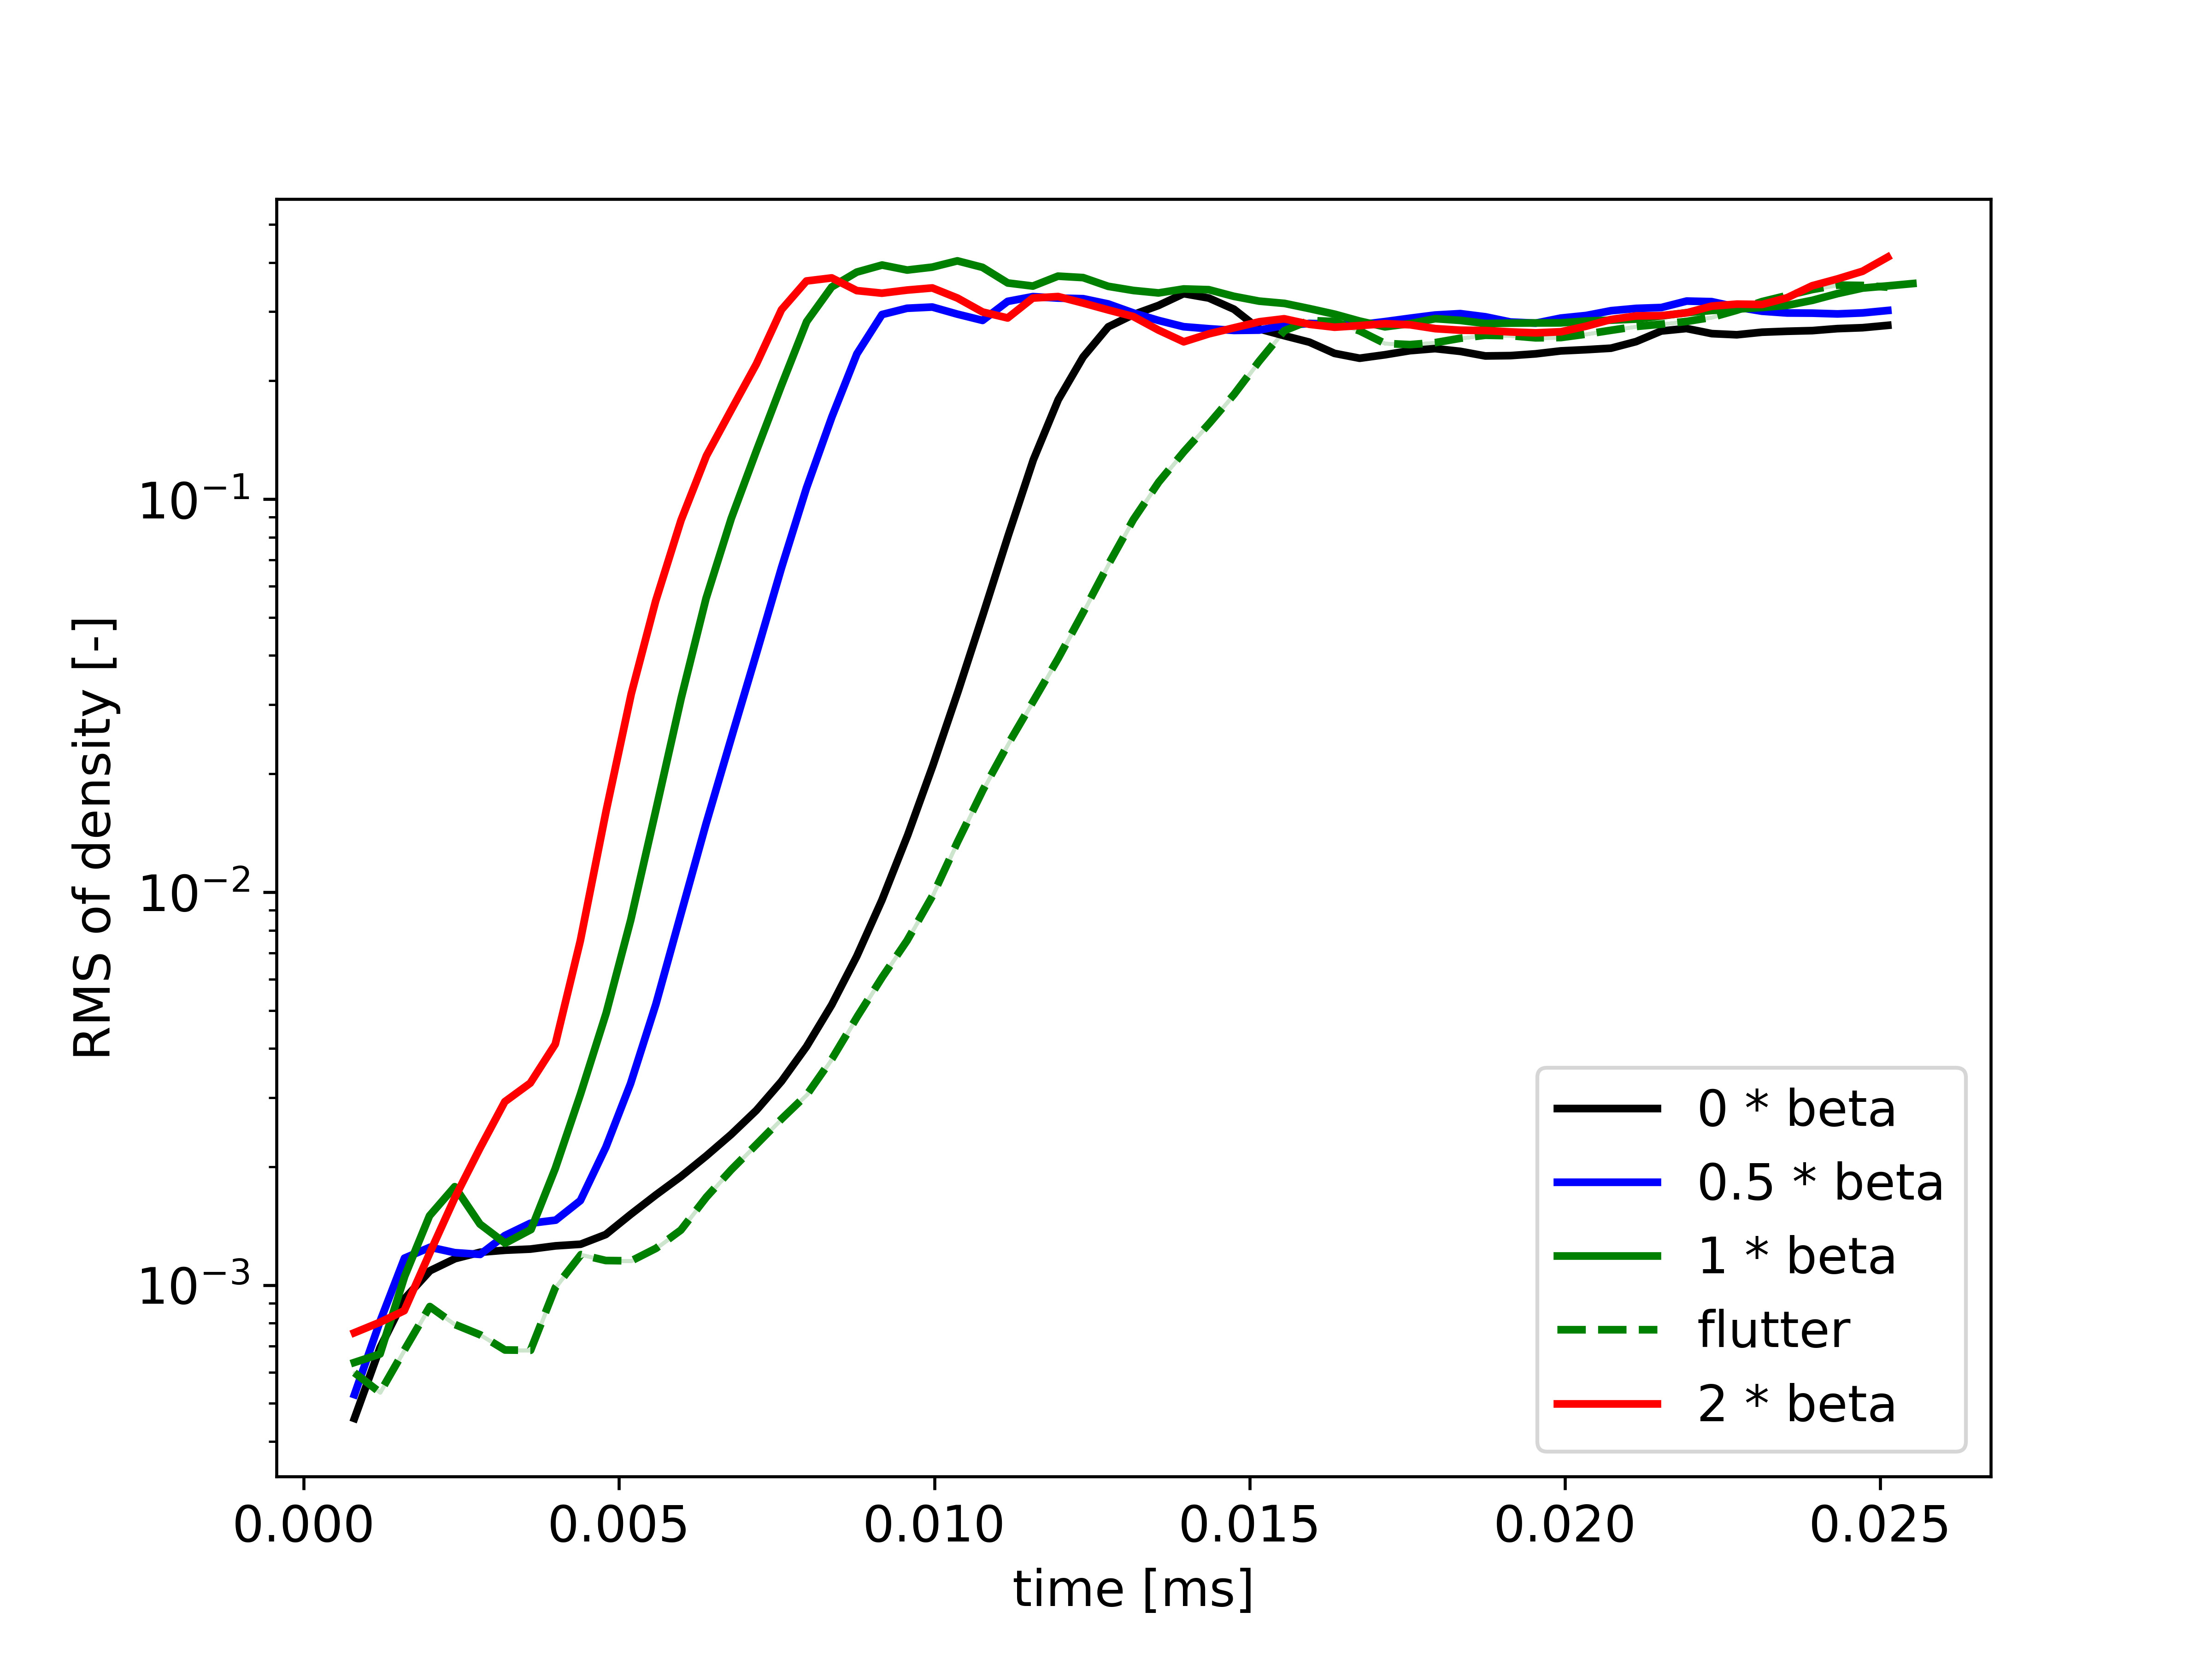 RMS of density [-]
10⁻¹
10⁻²
10⁻³
0 * beta
0.5 * beta
1 * beta
flutter
2 * beta
0.000 0.005 0.010 0.015 0.020 0.025
time [ms]